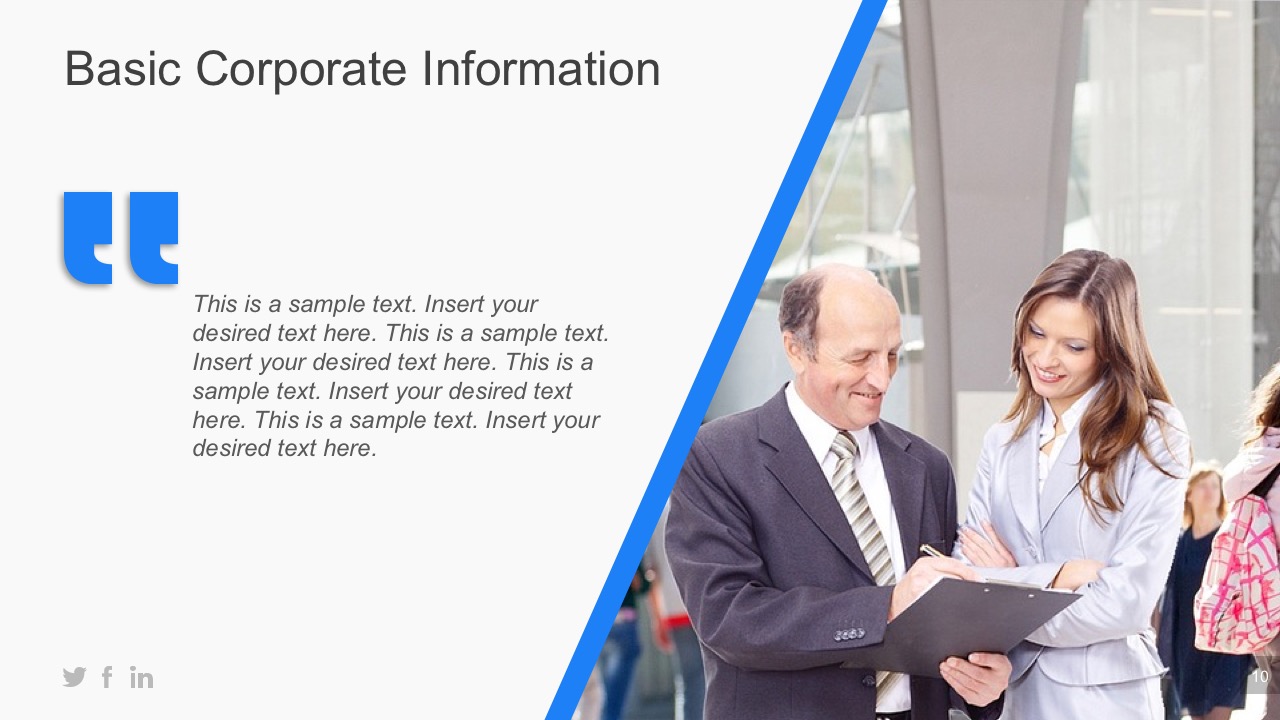 Basic Corporate Information
This is a sample text. Insert your
desired text here. This is a sample text.
Insert your desired text here. This is a
sample text. Insert your desired text
here. This is a sample text. Insert your
desired text here.
10